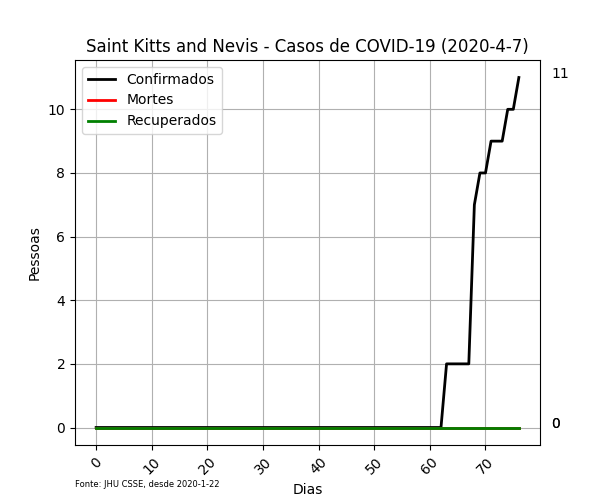 Saint Kitts and Nevis - Casos de COVID-19 (2020-4-7)
11
Confirmados
Mortes
Recuperados
10
8
6
4
2
0
0
Pessoas
0 10 20 30 40 50 60 70
Fonte: JHU CSSE, desde 2020-1-22
Dias